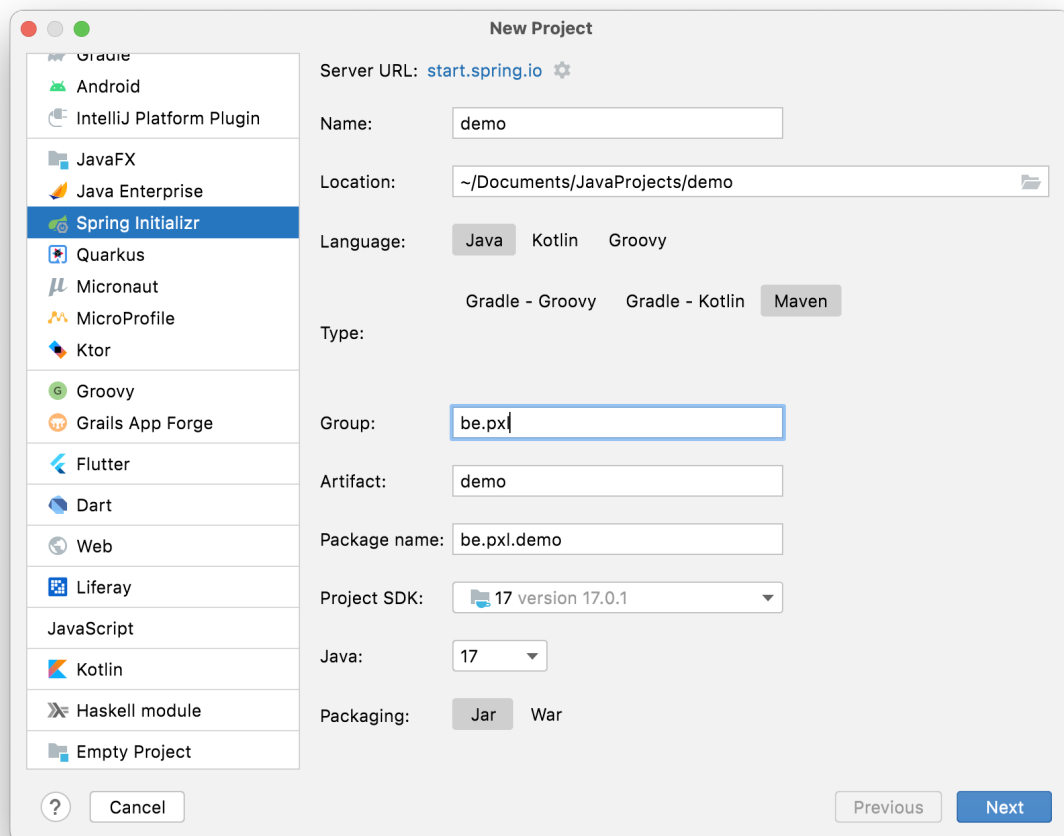 New Project
Gradle
Android
IntelliJ Platform Plugin
JavaFX
Java Enterprise
Spring Initializr
Quarkus
Micronaut
MicroProfile
Ktor
Groovy
Grails App Forge
Flutter
Dart
Web
Liferay
JavaScript
Kotlin
Haskell module
Empty Project
Server URL: start.spring.io
Name: demo
Location: ~/Documents/JavaProjects/demo
Language: Java Kotlin Groovy
Gradle - Groovy Gradle - Kotlin Maven
Type:
Group: be.pxl
Artifact: demo
Package name: be.pxl.demo
Project SDK: 17 version 17.0.1
Java: 17
Packaging: Jar War
? Cancel Previous Next